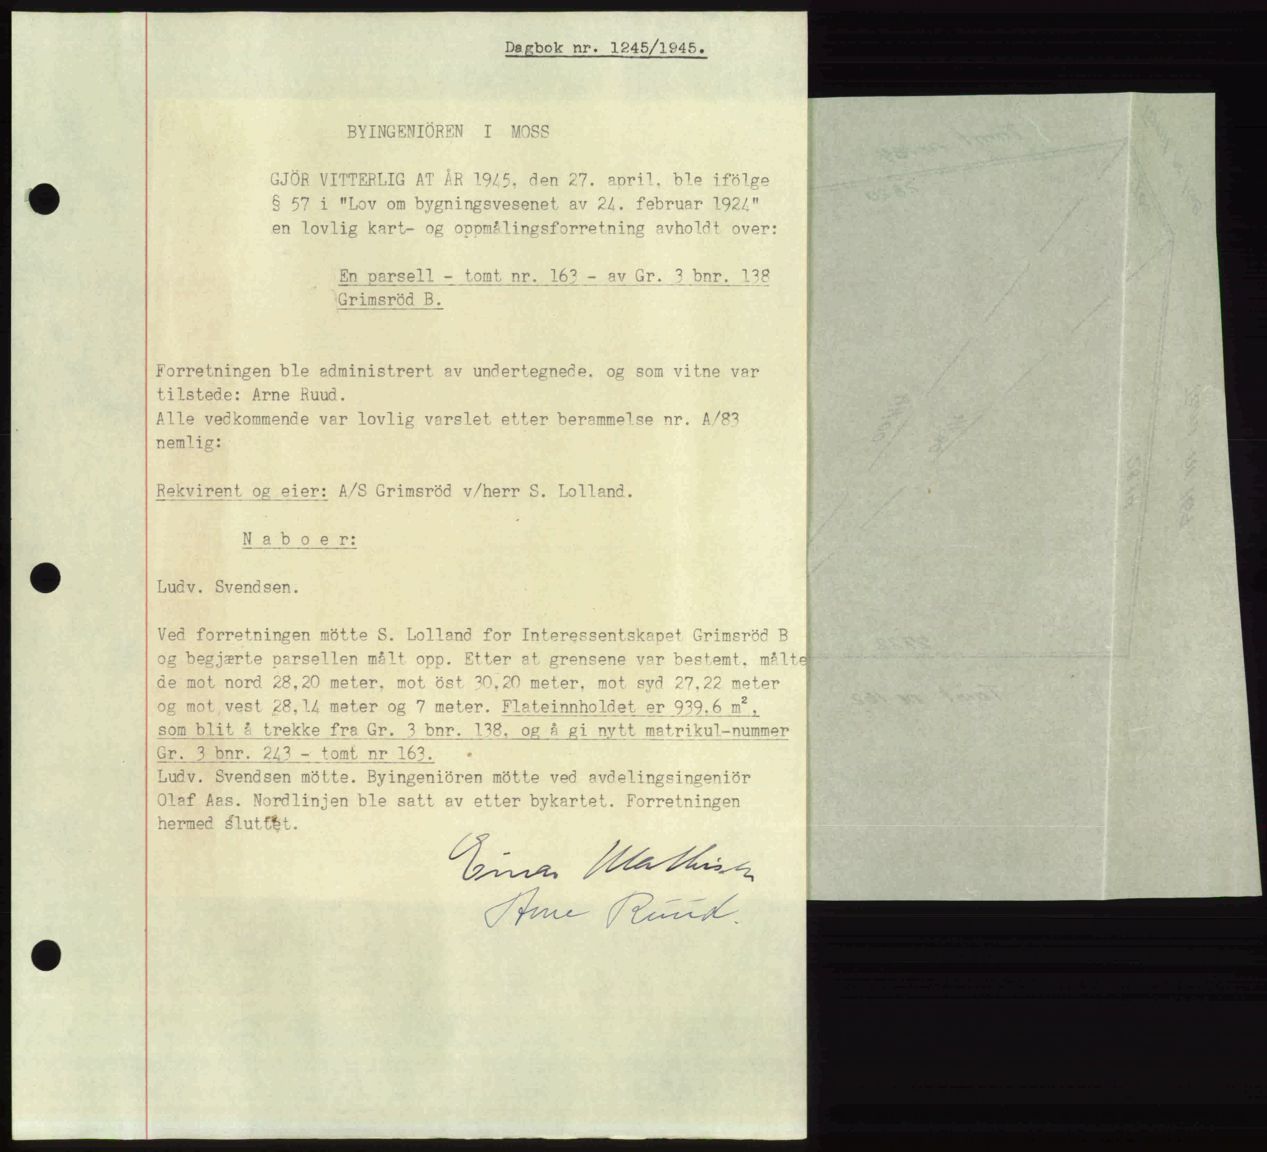 Dagbok nr. 1245/1945.
BYINGENIÖREN I MOSS
GJÖR VITTERLIG AT ÅR 1945, den 27. april, ble ifölge
§ 57 i "Lov om bygningsvesenet av 24. februar 1924"
en lovlig kart- og oppmålingsforretning avholdt over:
En parsell - tomt nr. 163 - av Gr. 3 bnr. 138
Grimsröd B.
Forretningen ble administrert av undertegnede, og som vitne var
tilstede: Arne Ruud.
Alle vedkommende var lovlig varslet etter berammelse nr. A/83
nemlig:
Rekvirent og eier: A/S Grimsröd v/herr S. Lolland.
N a b o e r:
Ludv. Svendsen.
Ved forretningen mötte S. Lolland for Interessentskapet Grimsröd B
og begjærte parsellen målt opp. Etter at grensene var bestemt, målte
de mot nord 28,20 meter, mot öst 30,20 meter, mot syd 27,22 meter
og mot vest 28,14 meter og 7 meter. Flateinnholdet er 939,6 m²,
som blit å trekke fra Gr. 3 bnr. 138, og å gi nytt matrikul-nummer
Gr. 3 bnr. 243 - tomt nr 163.
Ludv. Svendsen mötte. Byingeniören mötte ved avdelingsingeniör
Olaf Aas. Nordlinjen ble satt av etter bykartet. Forretningen
hermed sluttet.
Einar Mathisen
Arne Ruud.